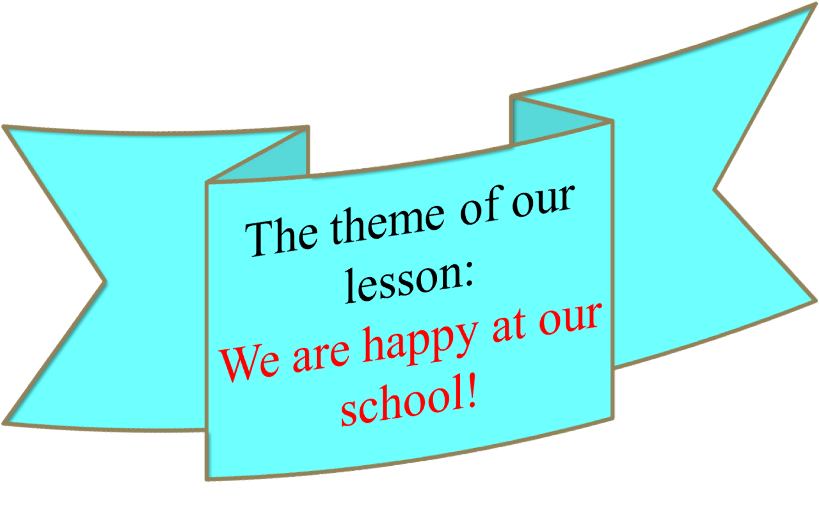 The theme of our
lesson:
We are happy at our
school!